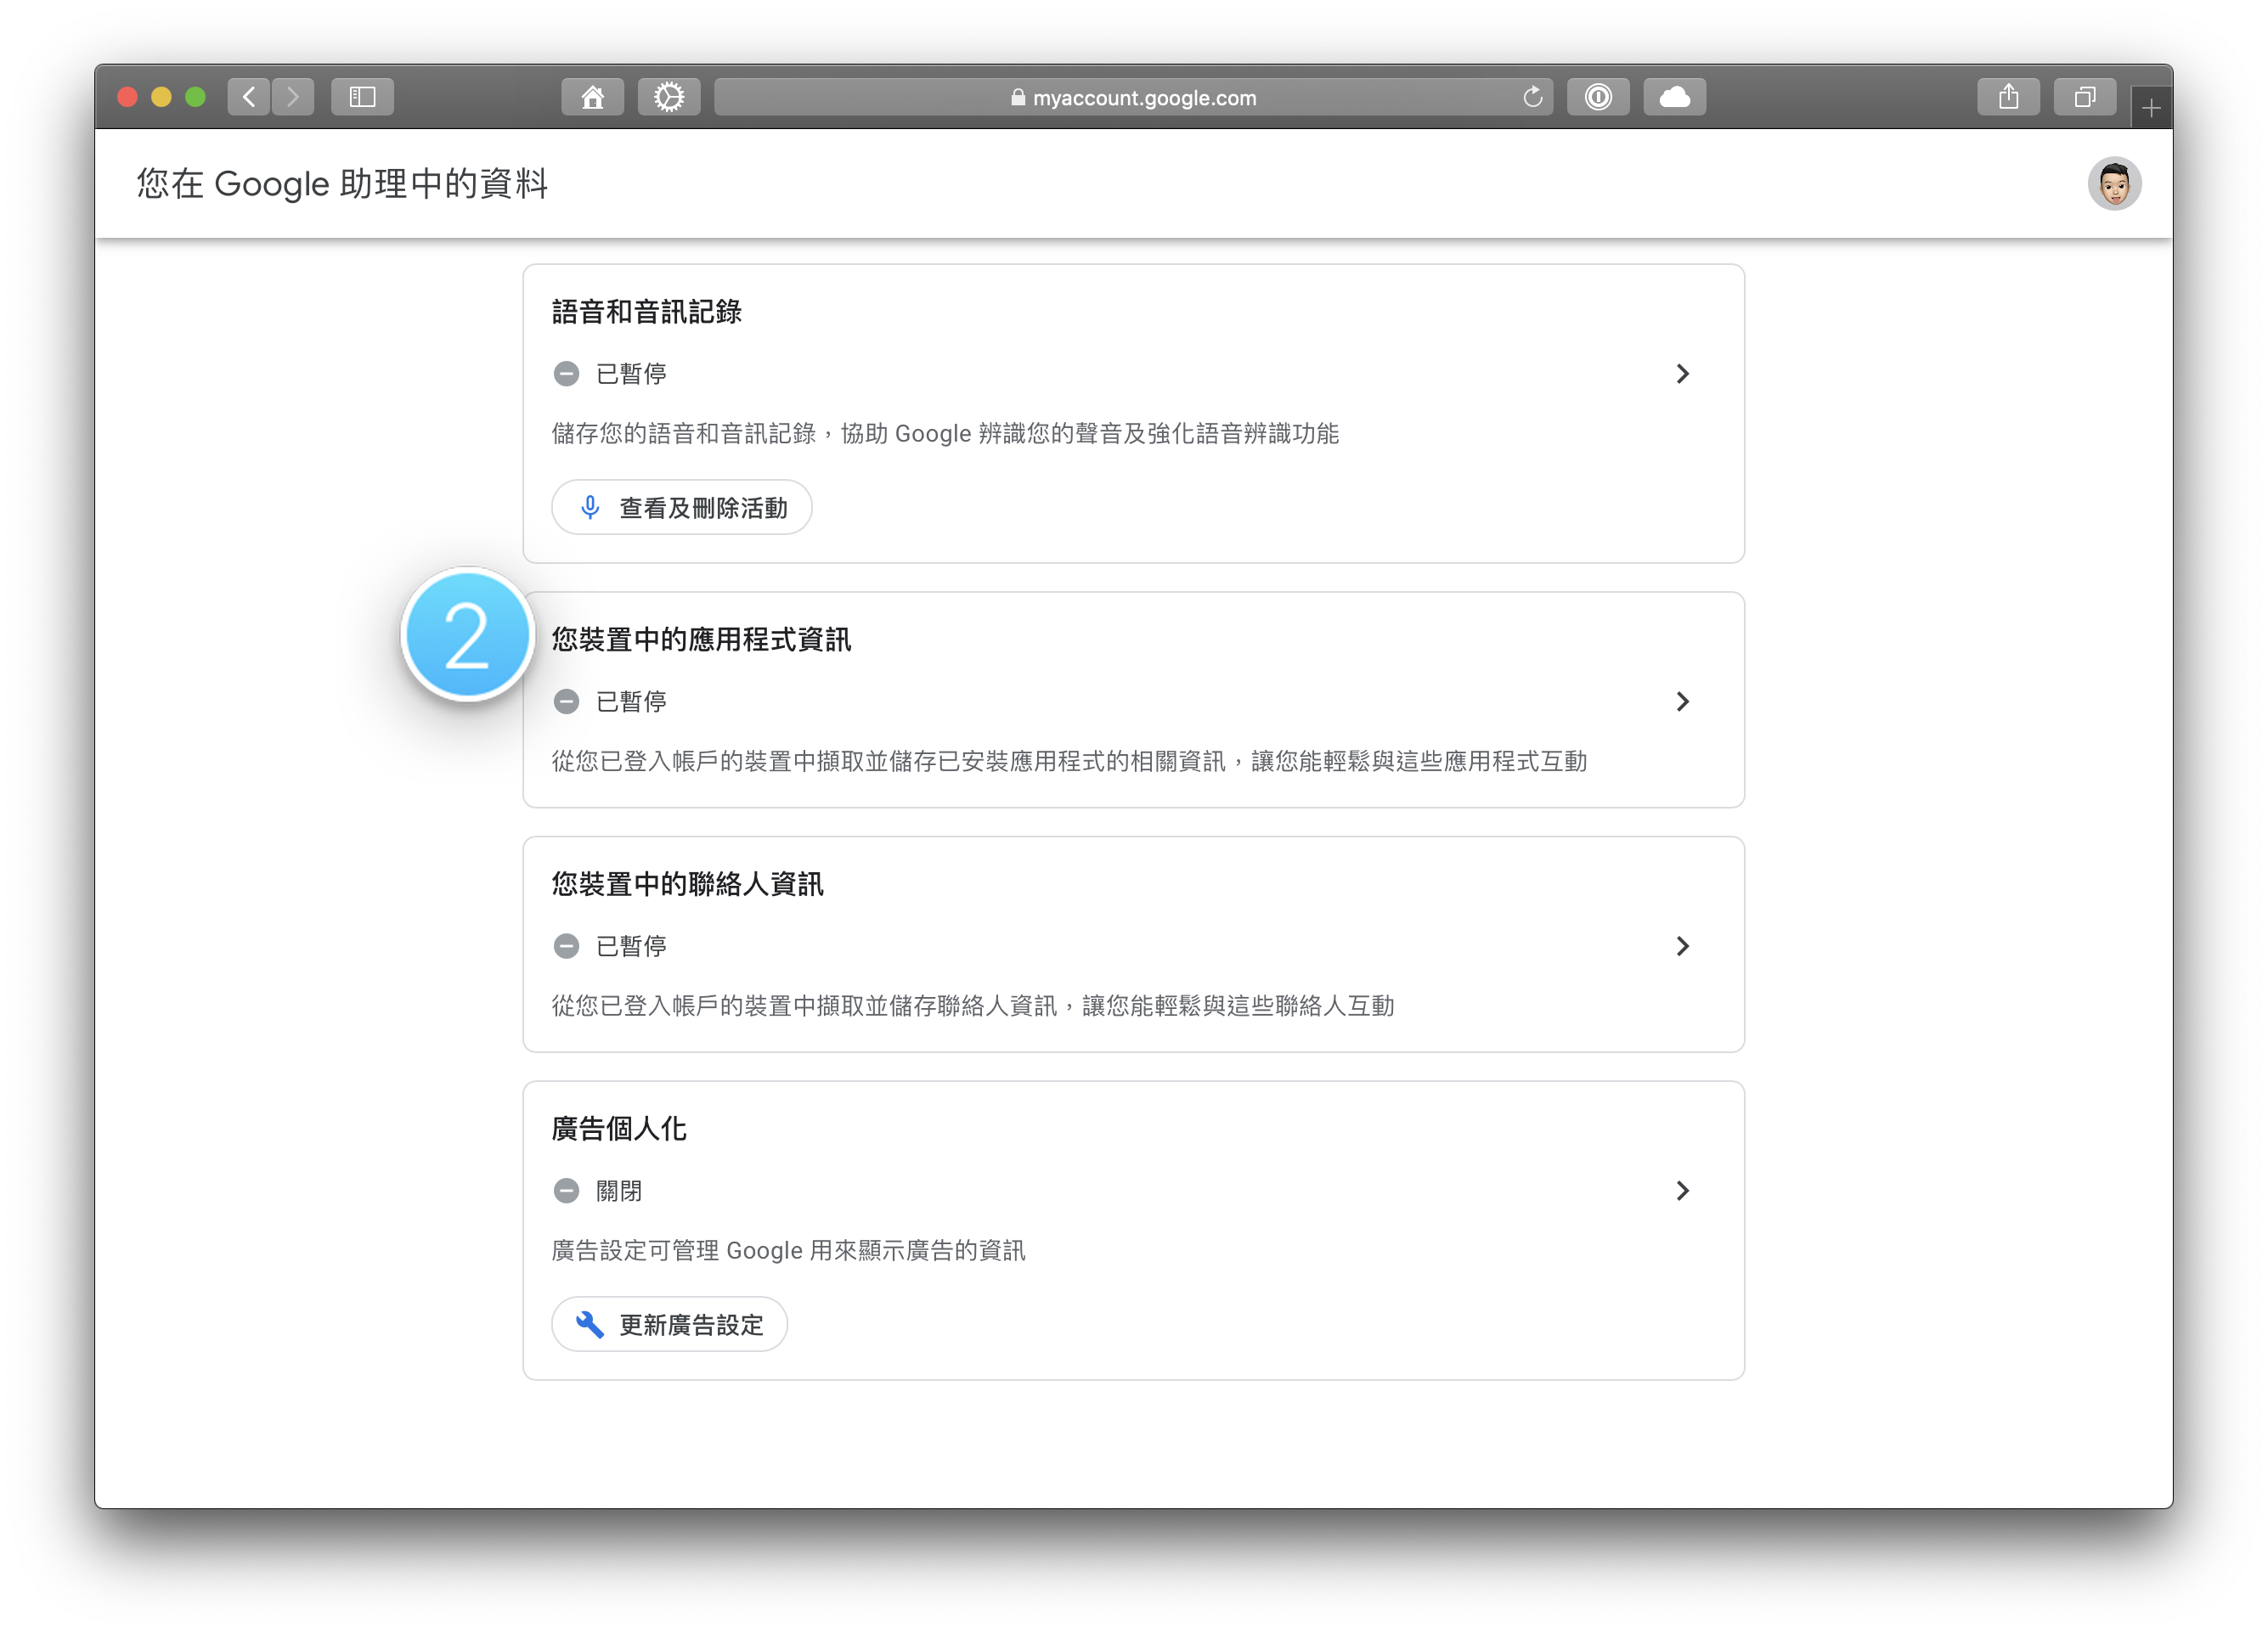 myaccount.google.com
您在 Google 助理中的資料
語音和音訊記錄
已暫停
儲存您的語音和音訊記錄，協助 Google 辨識您的聲音及強化語音辨識功能
查看及刪除活動
2
您裝置中的應用程式資訊
已暫停
從您已登入帳戶的裝置中擷取並儲存已安裝應用程式的相關資訊，讓您能輕鬆與這些應用程式互動
您裝置中的聯絡人資訊
已暫停
從您已登入帳戶的裝置中擷取並儲存聯絡人資訊，讓您能輕鬆與這些聯絡人互動
廣告個人化
關閉
廣告設定可管理 Google 用來顯示廣告的資訊
更新廣告設定